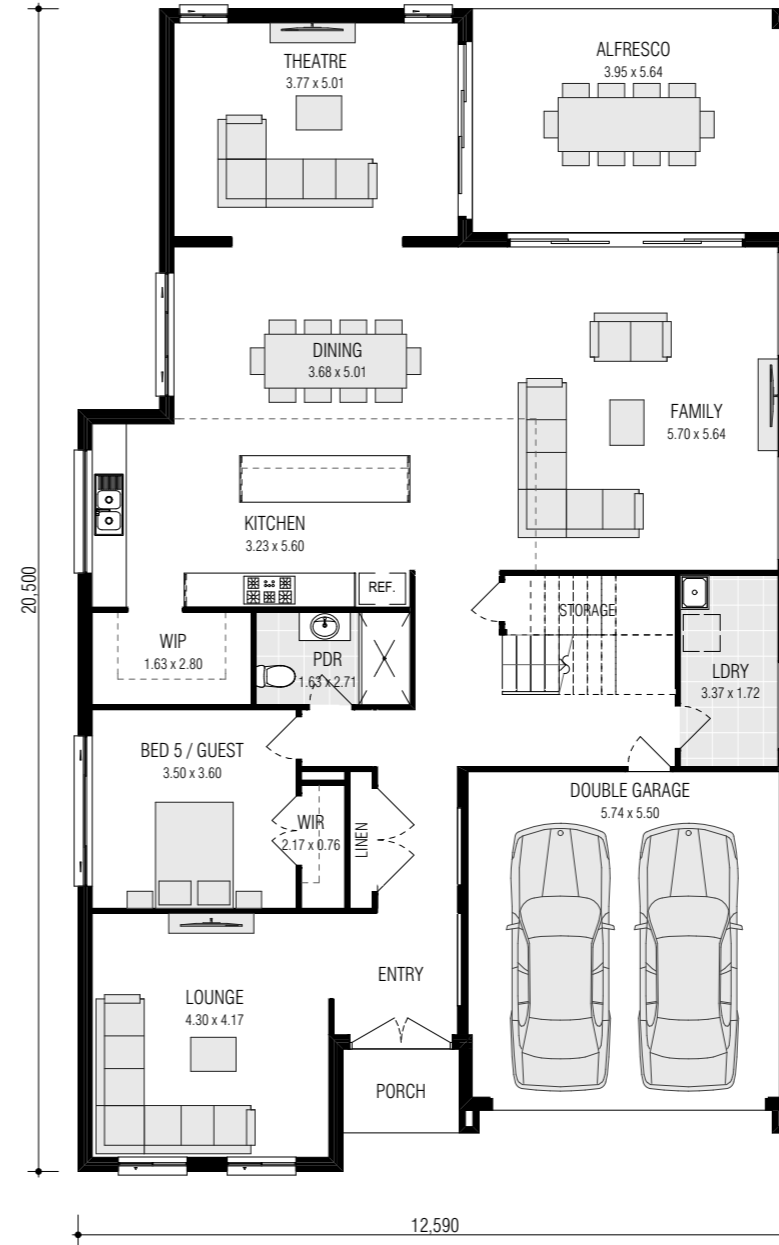 THEATRE
3.77 x 5.01
ALFRESCO
3.95 x 5.64
DINING
3.68 x 5.01
FAMILY
5.70 x 5.64
KITCHEN
3.23 x 5.60
REF.
20,500
STORAGE
WIP
1.63 x 2.80
PDR
1.63 x 2.71
LDRY
3.37 x 1.72
BED 5 / GUEST
3.50 x 3.60
DOUBLE GARAGE
5.74 x 5.50
WIR
2.17 x 0.76
LINEN
ENTRY
LOUNGE
4.30 x 4.17
PORCH
12,590